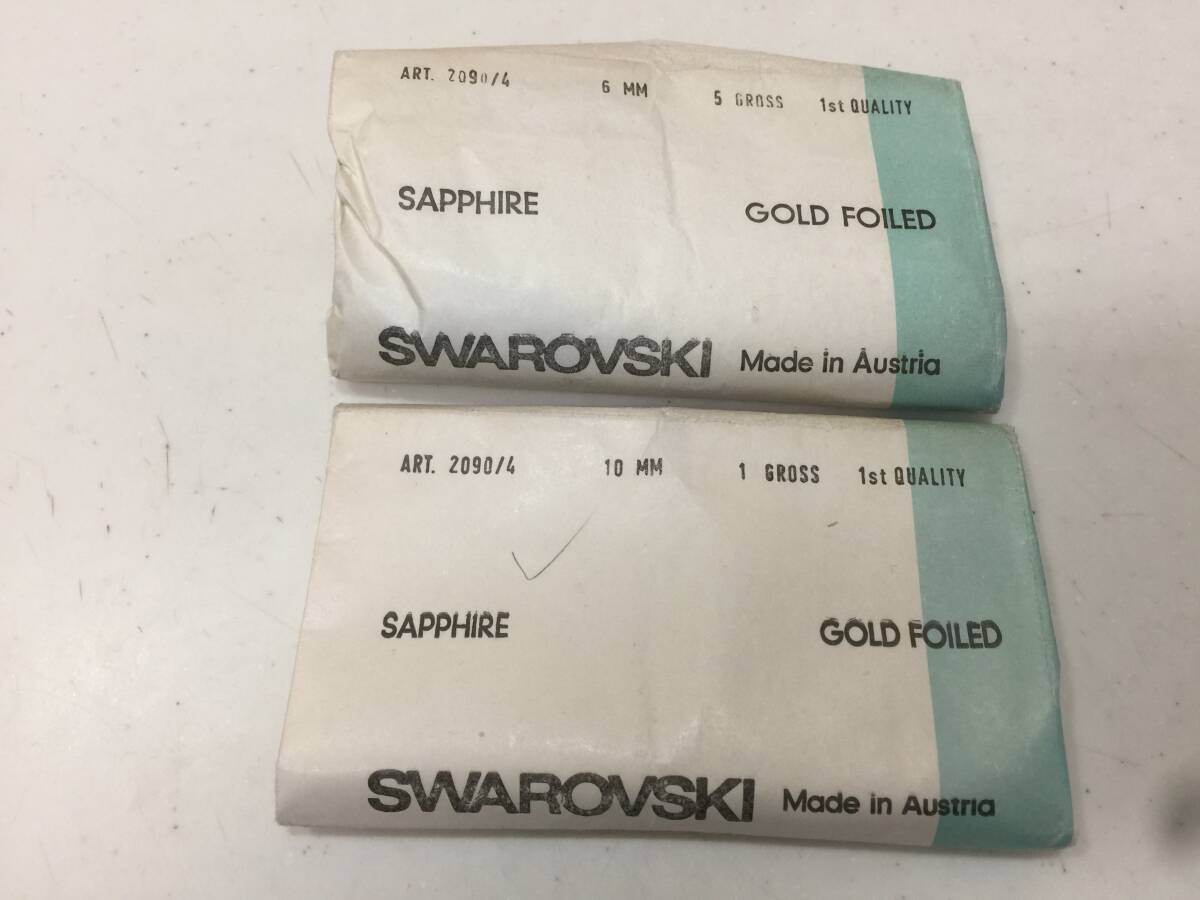 ART. 2090/4 6 MM 5 GROSS 1st QUALITY
SAPPHIRE GOLD FOILED
SWAROVSKI Made in Austria
ART. 2090/4 10 MM 1 GROSS 1st QUALITY
SAPPHIRE GOLD FOILED
SWAROVSKI Made in Austria